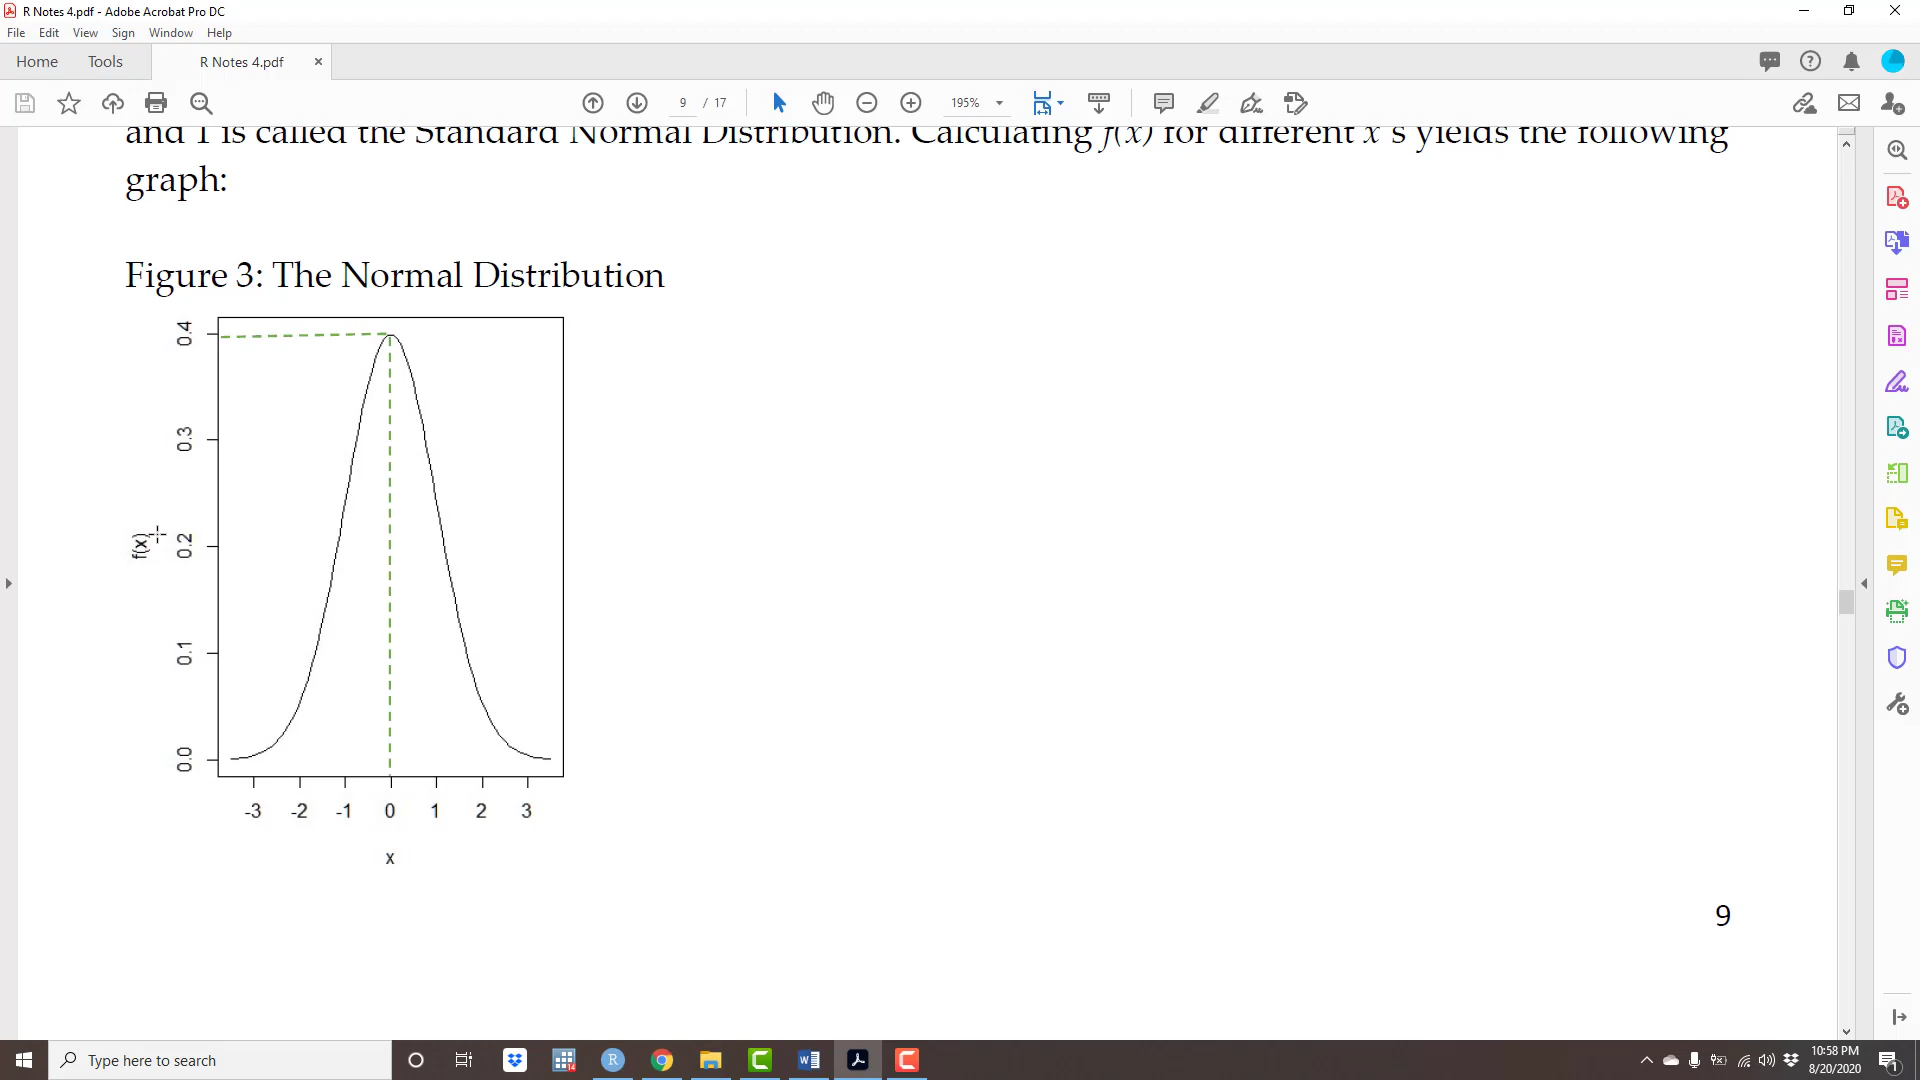 R Notes 4.pdf - Adobe Acrobat Pro DC
File Edit View Sign Window Help
Home Tools R Notes 4.pdf
9 / 17 195%
and 1 is called the Standard Normal Distribution. Calculating f(x) for different x's yields the following
graph:
Figure 3: The Normal Distribution
0.4
0.3
f(x)
0.2
0.1
0.0
-3 -2 -1 0 1 2 3
x
9
Type here to search
14
10:58 PM
8/20/2020
1